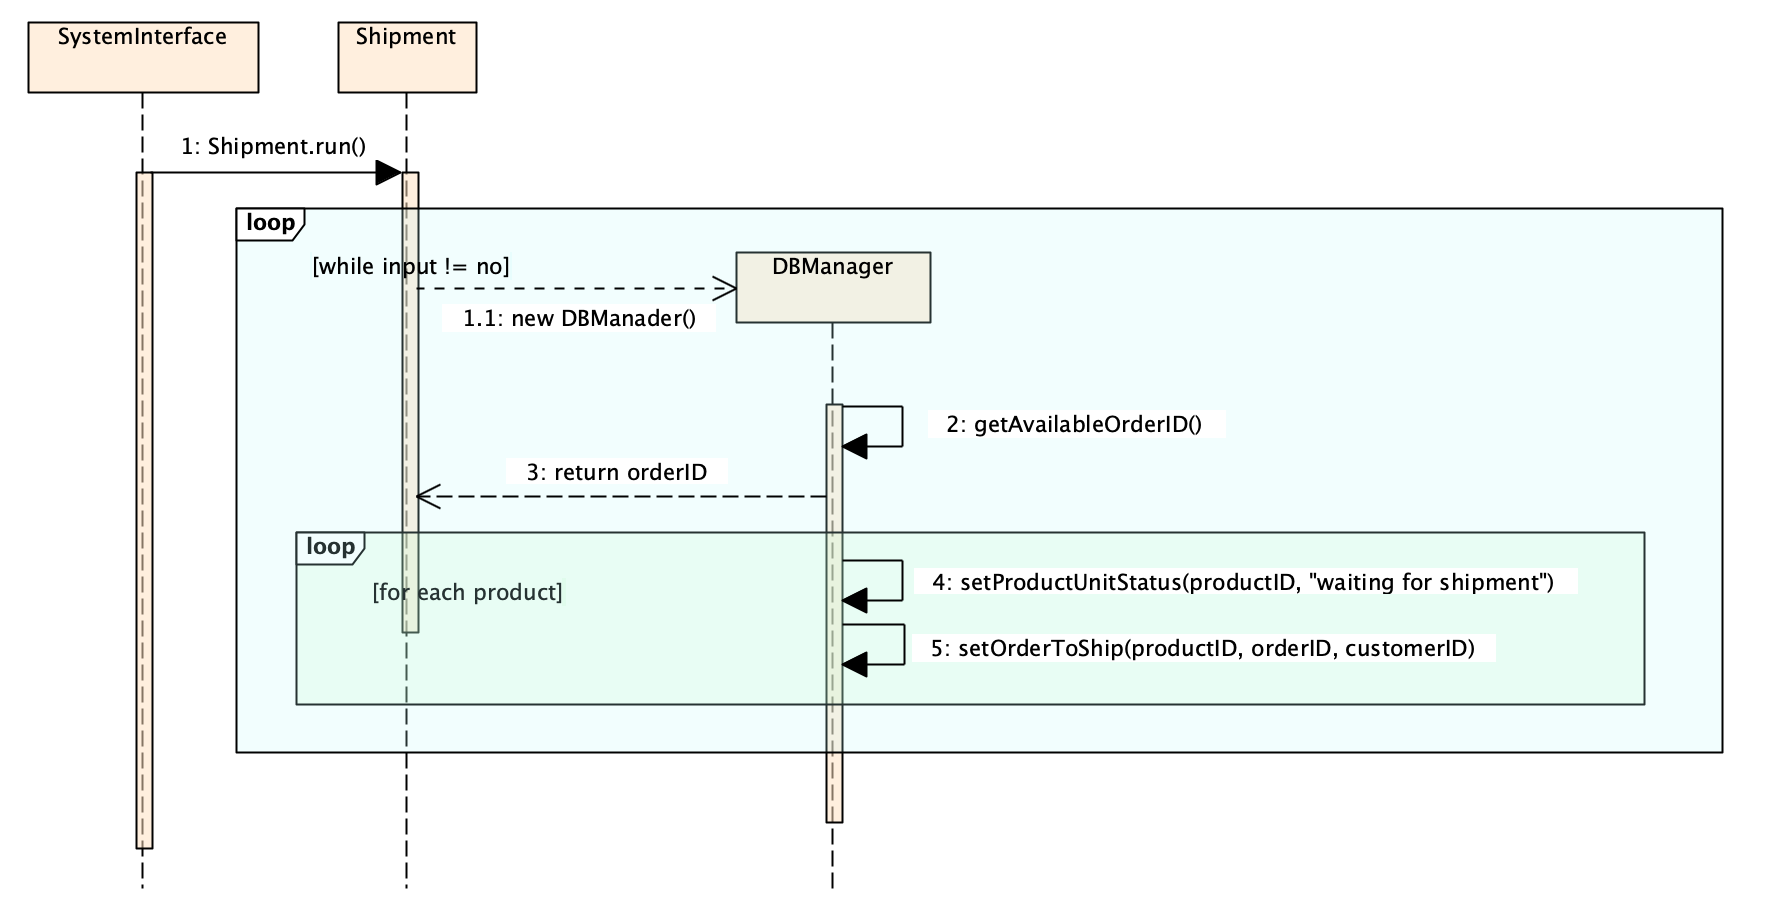 SystemInterface
Shipment
1: Shipment.run()
loop
[while input != no]
DBManager
1.1: new DBManader()
2: getAvailableOrderID()
3: return orderID
loop
[for each product]
4: setProductUnitStatus(productID, "waiting for shipment")
5: setOrderToShip(productID, orderID, customerID)